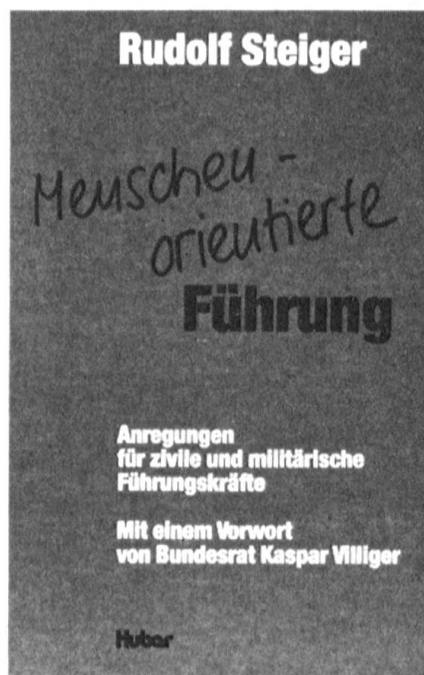 Rudolf Steiger
Menschen-
orientierte
Führung
Anregungen
für zivile und militärische
Führungskräfte
Mit einem Vorwort
von Bundesrat Kaspar Villiger
Huber